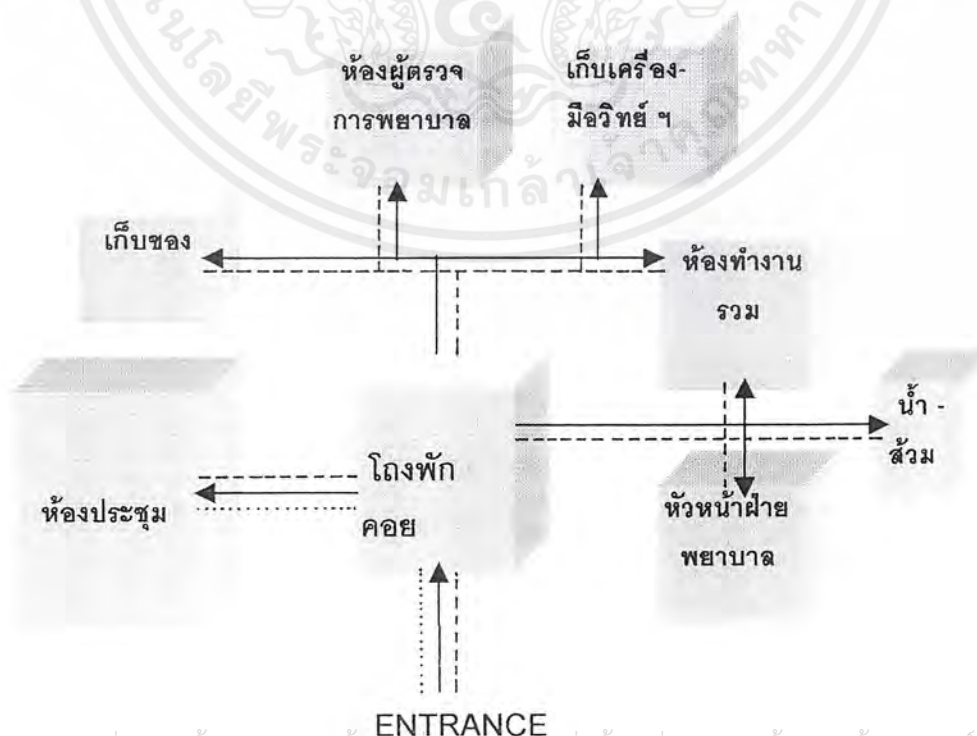 ห้องผู้ตรวจ
การพยาบาล
เก็บเครื่อง-
มือวิทย์ ฯ
เก็บของ
ห้องทำงาน
รวม
น้ำ -
ส้วม
โถงพัก
คอย
ห้องประชุม
หัวหน้าฝ่าย
พยาบาล
ENTRANCE